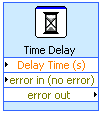 Time Delay
Delay Time (s)
error in (no error)
error out